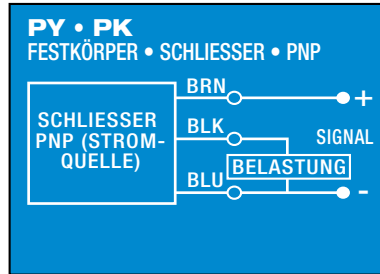 PY • PK
FESTKÖRPER • SCHLIESSER • PNP
BRN
+
SCHLIESSER
PNP (STROM-
QUELLE)
BLK
SIGNAL
BELASTUNG
BLU
-